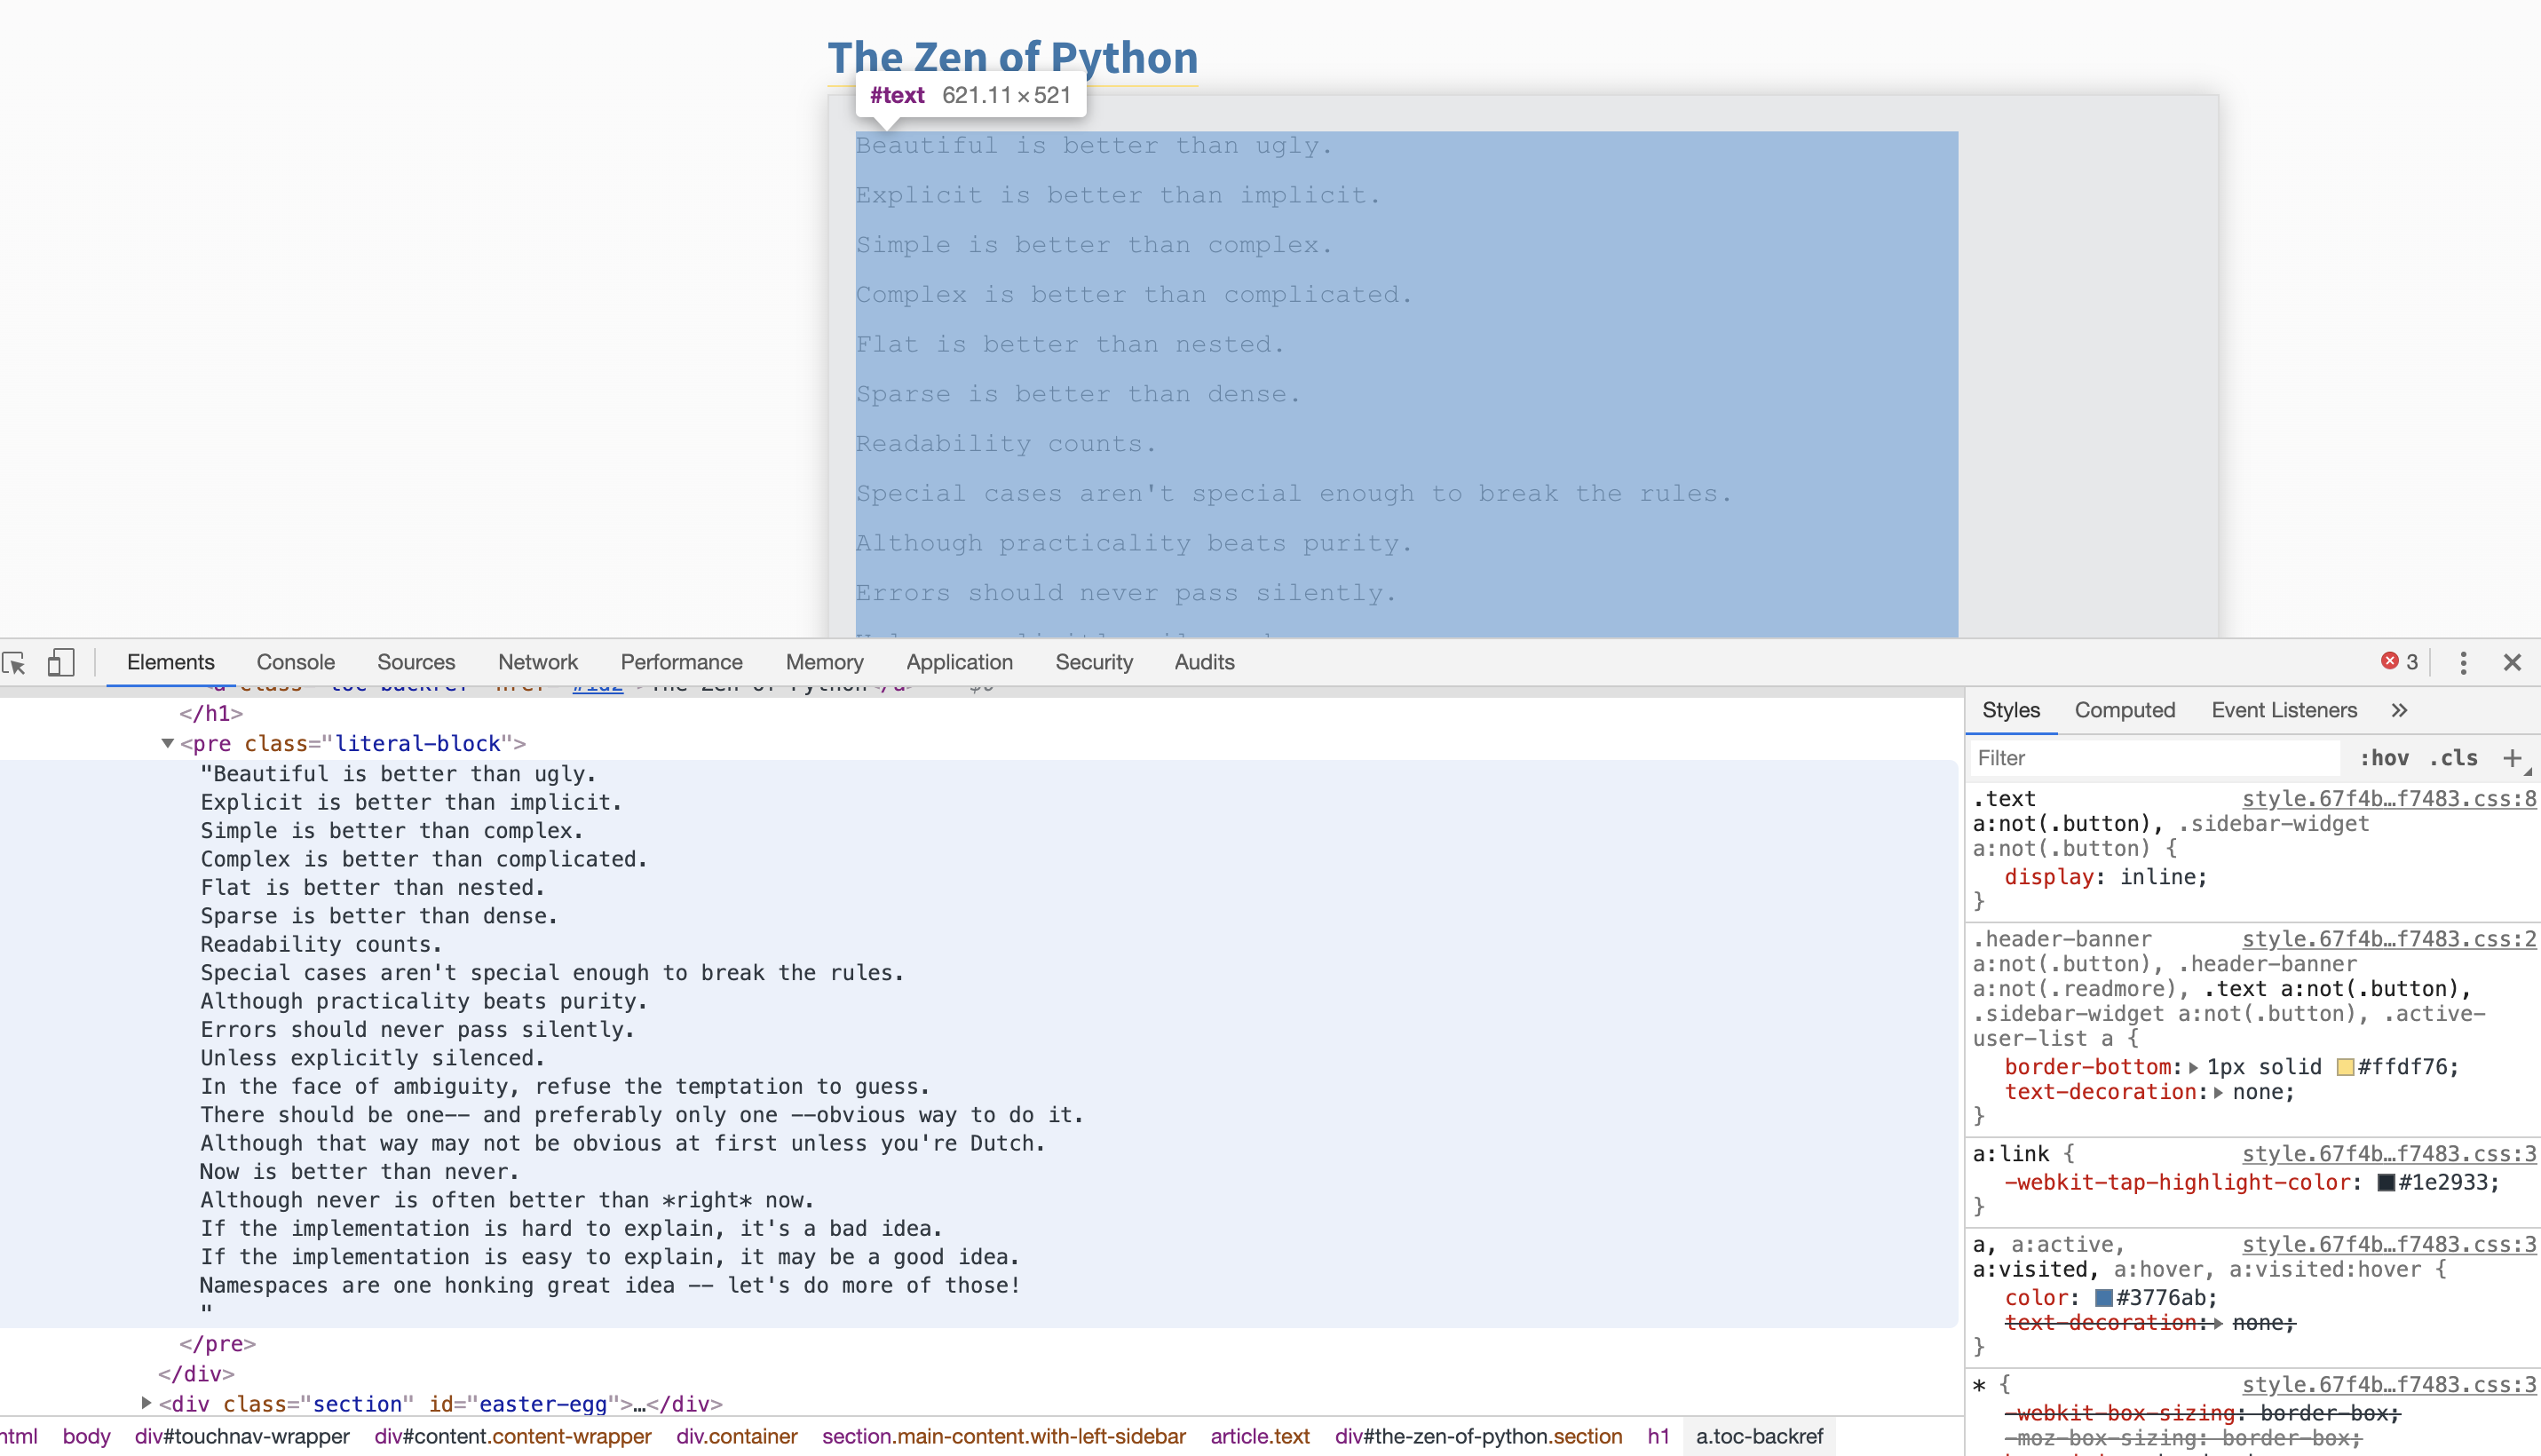 The Zen of Python
#text 621.11 × 521
Beautiful is better than ugly.
Explicit is better than implicit.
Simple is better than complex.
Complex is better than complicated.
Flat is better than nested.
Sparse is better than dense.
Readability counts.
Special cases aren't special enough to break the rules.
Although practicality beats purity.
Errors should never pass silently.
Elements Console Sources Network Performance Memory Application Security Audits 3
</h1>
<pre class="literal-block">
"Beautiful is better than ugly.
Explicit is better than implicit.
Simple is better than complex.
Complex is better than complicated.
Flat is better than nested.
Sparse is better than dense.
Readability counts.
Special cases aren't special enough to break the rules.
Although practicality beats purity.
Errors should never pass silently.
Unless explicitly silenced.
In the face of ambiguity, refuse the temptation to guess.
There should be one-- and preferably only one --obvious way to do it.
Although that way may not be obvious at first unless you're Dutch.
Now is better than never.
Although never is often better than *right* now.
If the implementation is hard to explain, it's a bad idea.
If the implementation is easy to explain, it may be a good idea.
Namespaces are one honking great idea -- let's do more of those!
"
</pre>
</div>
<div class="section" id="easter-egg">…</div>
html body div#touchnav-wrapper div#content.content-wrapper div.container section.main-content.with-left-sidebar article.text div#the-zen-of-python.section h1 a.toc-backref
Styles Computed Event Listeners »
Filter :hov .cls +
.text style.67f4b…f7483.css:8
a:not(.button), .sidebar-widget
a:not(.button) {
display: inline;
}
.header-banner style.67f4b…f7483.css:2
a:not(.button), .header-banner
a:not(.readmore), .text a:not(.button),
.sidebar-widget a:not(.button), .active-
user-list a {
border-bottom: 1px solid #ffdf76;
text-decoration: none;
}
a:link { style.67f4b…f7483.css:3
-webkit-tap-highlight-color: #1e2933;
}
a, a:active, style.67f4b…f7483.css:3
a:visited, a:hover, a:visited:hover {
color: #3776ab;
text-decoration: none;
}
* { style.67f4b…f7483.css:3
-webkit-box-sizing: border-box;
-moz-box-sizing: border-box;